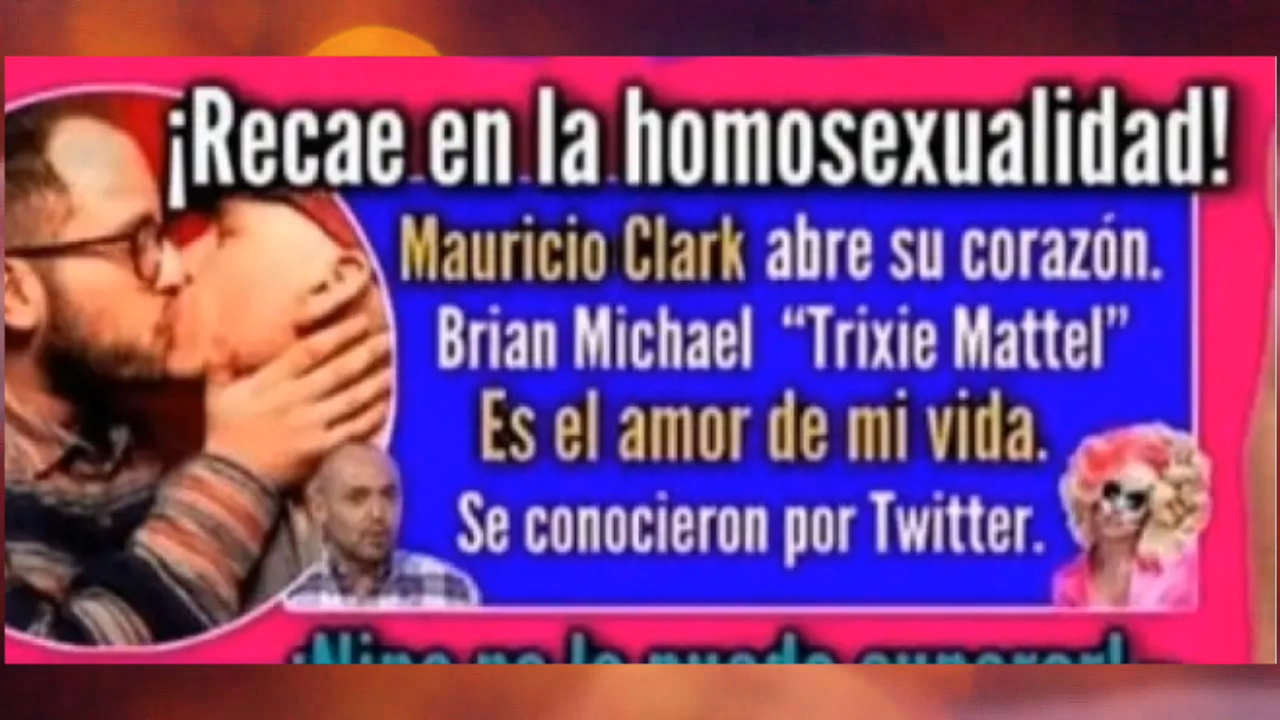 ¡Recae en la homosexualidad!
Mauricio Clark abre su corazón.
Brian Michael "Trixie Mattel"
Es el amor de mi vida.
Se conocieron por Twitter.